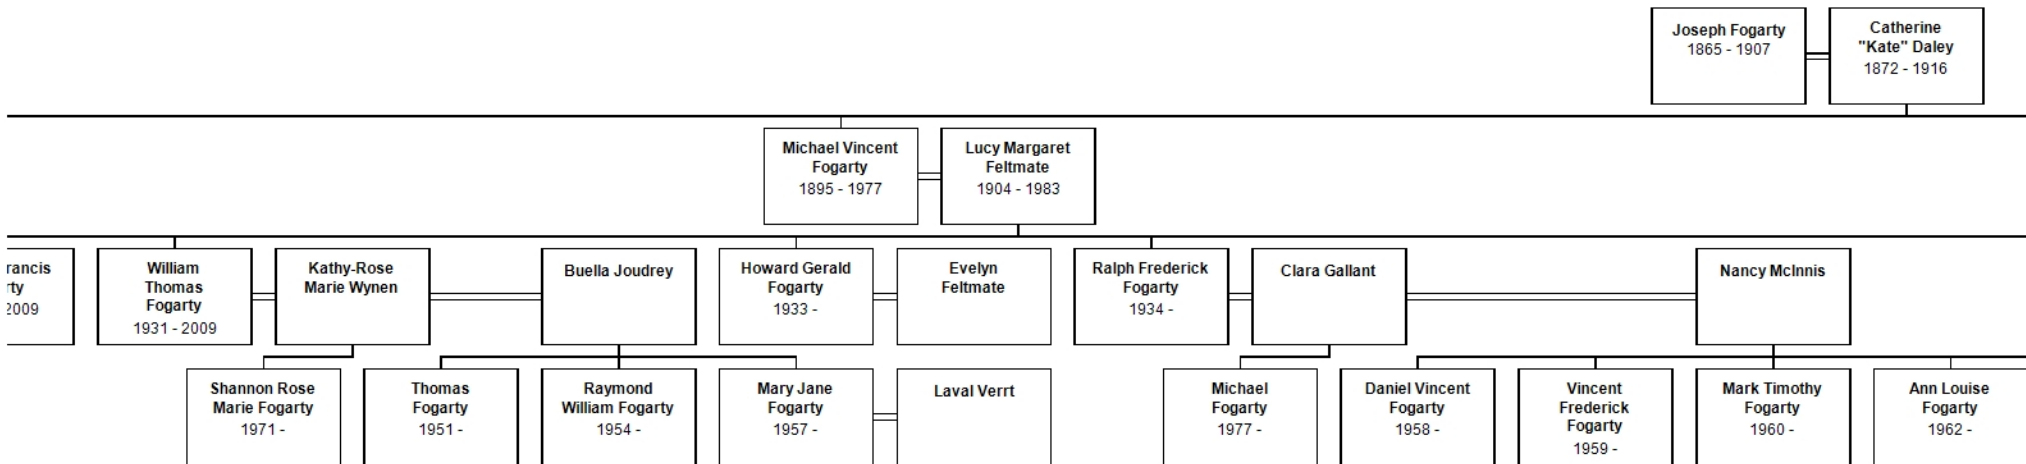 Joseph Fogarty
1865 - 1907
Catherine
"Kate" Daley
1872 - 1916
Michael Vincent
Fogarty
1895 - 1977
Lucy Margaret
Feltmate
1904 - 1983
rancis
rty
2009
William
Thomas
Fogarty
1931 - 2009
Kathy-Rose
Marie Wynen
Buella Joudrey
Howard Gerald
Fogarty
1933 -
Evelyn
Feltmate
Ralph Frederick
Fogarty
1934 -
Clara Gallant
Nancy McInnis
Shannon Rose
Marie Fogarty
1971 -
Thomas
Fogarty
1951 -
Raymond
William Fogarty
1954 -
Mary Jane
Fogarty
1957 -
Laval Verrt
Michael
Fogarty
1977 -
Daniel Vincent
Fogarty
1958 -
Vincent
Frederick
Fogarty
1959 -
Mark Timothy
Fogarty
1960 -
Ann Louise
Fogarty
1962 -